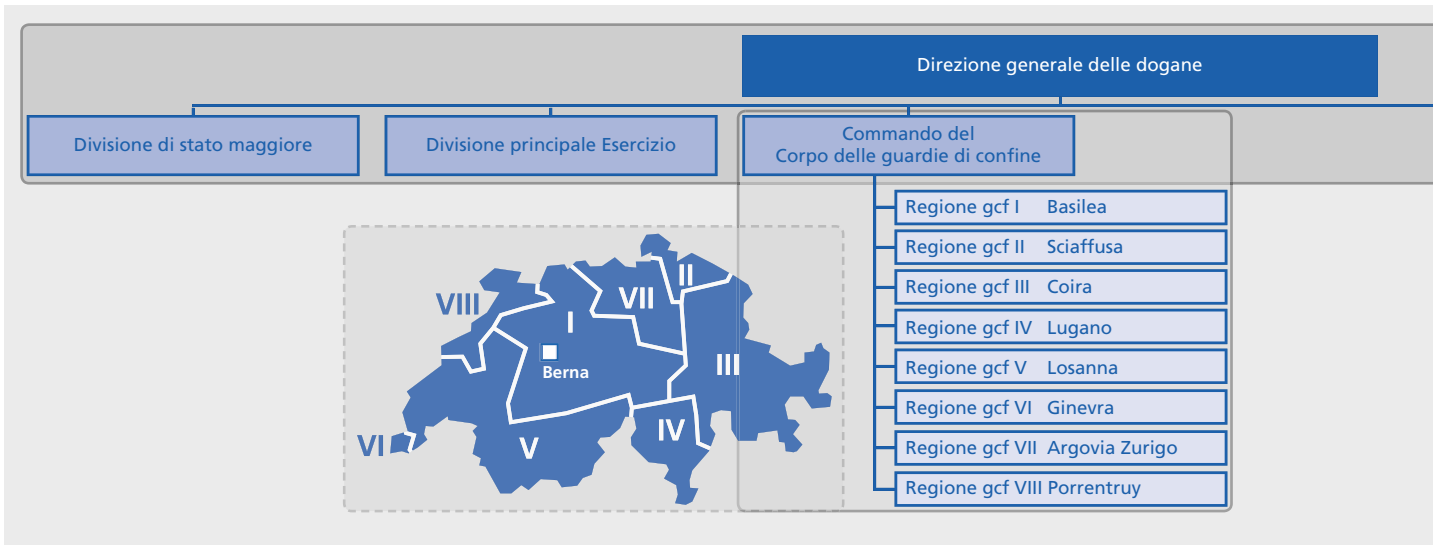 Direzione generale delle dogane
Divisione di stato maggiore
Divisione principale Esercizio
Commando del
Corpo delle guardie di confine
Regione gcf I Basilea
Regione gcf II Sciaffusa
Regione gcf III Coira
Regione gcf IV Lugano
Regione gcf V Losanna
Regione gcf VI Ginevra
Regione gcf VII Argovia Zurigo
Regione gcf VIII Porrentruy
II
VIII
VII
I
III
Berna
IV
VI
V